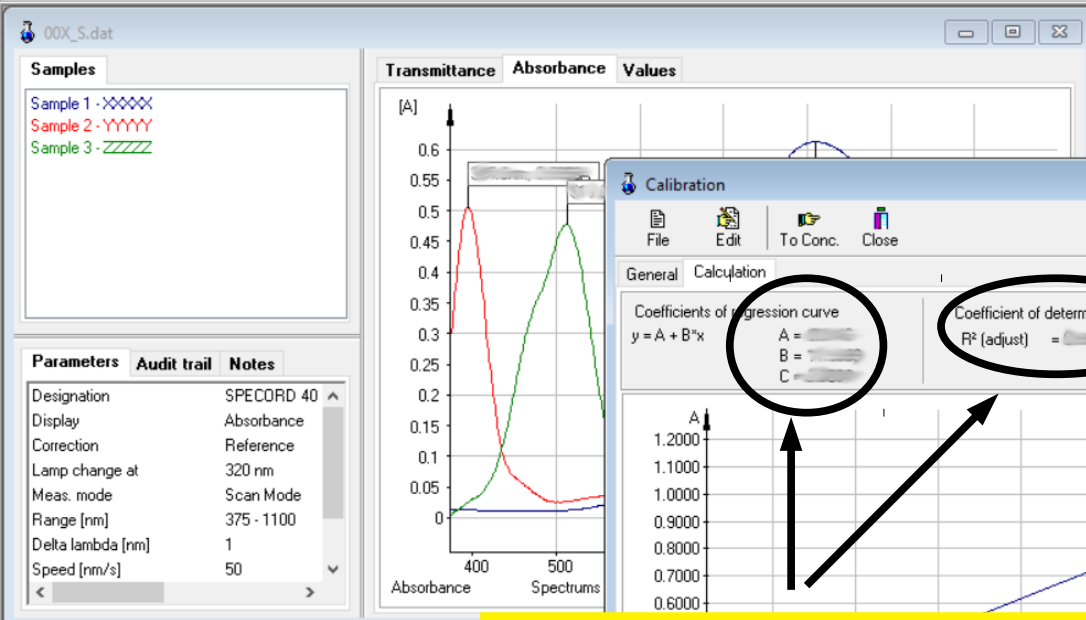 00X_S.dat
Samples
Sample 1 - XXXXX
Sample 2 - YYYYY
Sample 3 - ZZZZZ
Parameters Audit trail Notes
Designation SPECORD 40
Display Absorbance
Correction Reference
Lamp change at 320 nm
Meas. mode Scan Mode
Range [nm] 375 - 1100
Delta lambda [nm] 1
Speed [nm/s] 50
Transmittance Absorbance Values
[A]
0.6
0.55
0.5
0.45
0.4
0.35
0.3
0.25
0.2
0.15
0.1
0.05
0
400 500
Absorbance Spectrums
Calibration
File Edit To Conc. Close
General Calculation
Coefficients of regression curve
y = A + B*x
A =
B =
C =
Coefficient of determ
R² (adjust) =
A
1.2000
1.1000
1.0000
0.9000
0.8000
0.7000
0.6000